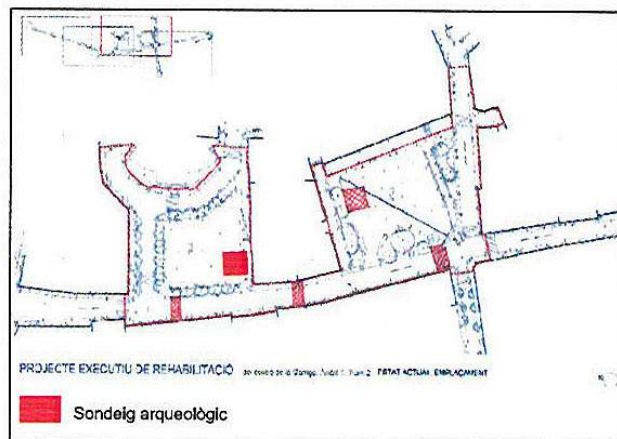 PROJECTE EXECUTIU DE REHABILITACIÓ ESTAT ACTUAL EMPLAÇAMENT
Sondeig arqueològic